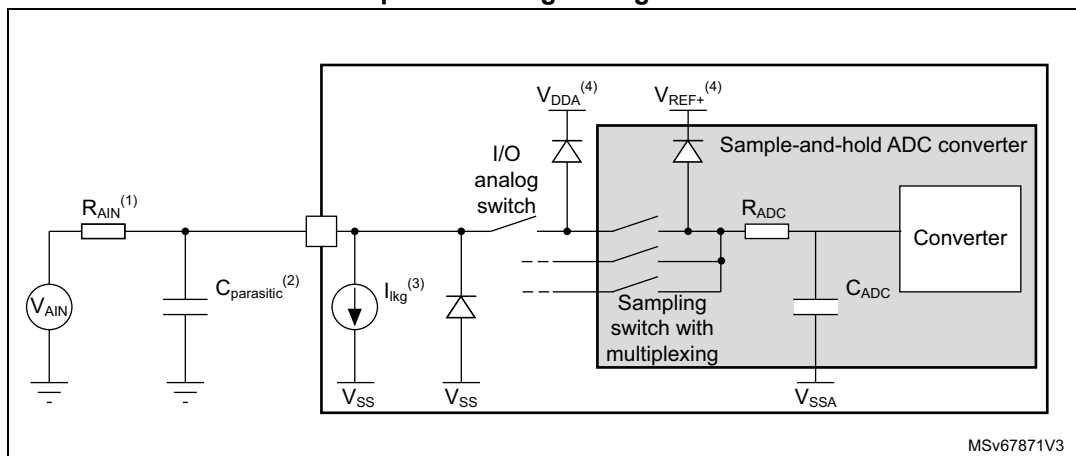 V_DDA^(4)
V_REF+^(4)
Sample-and-hold ADC converter
I/O
analog
switch
R_AIN^(1)
R_ADC
Converter
V_AIN
C_parasitic^(2)
I_lkg^(3)
C_ADC
Sampling
switch with
multiplexing
V_SS
V_SS
V_SSA
MSv67871V3